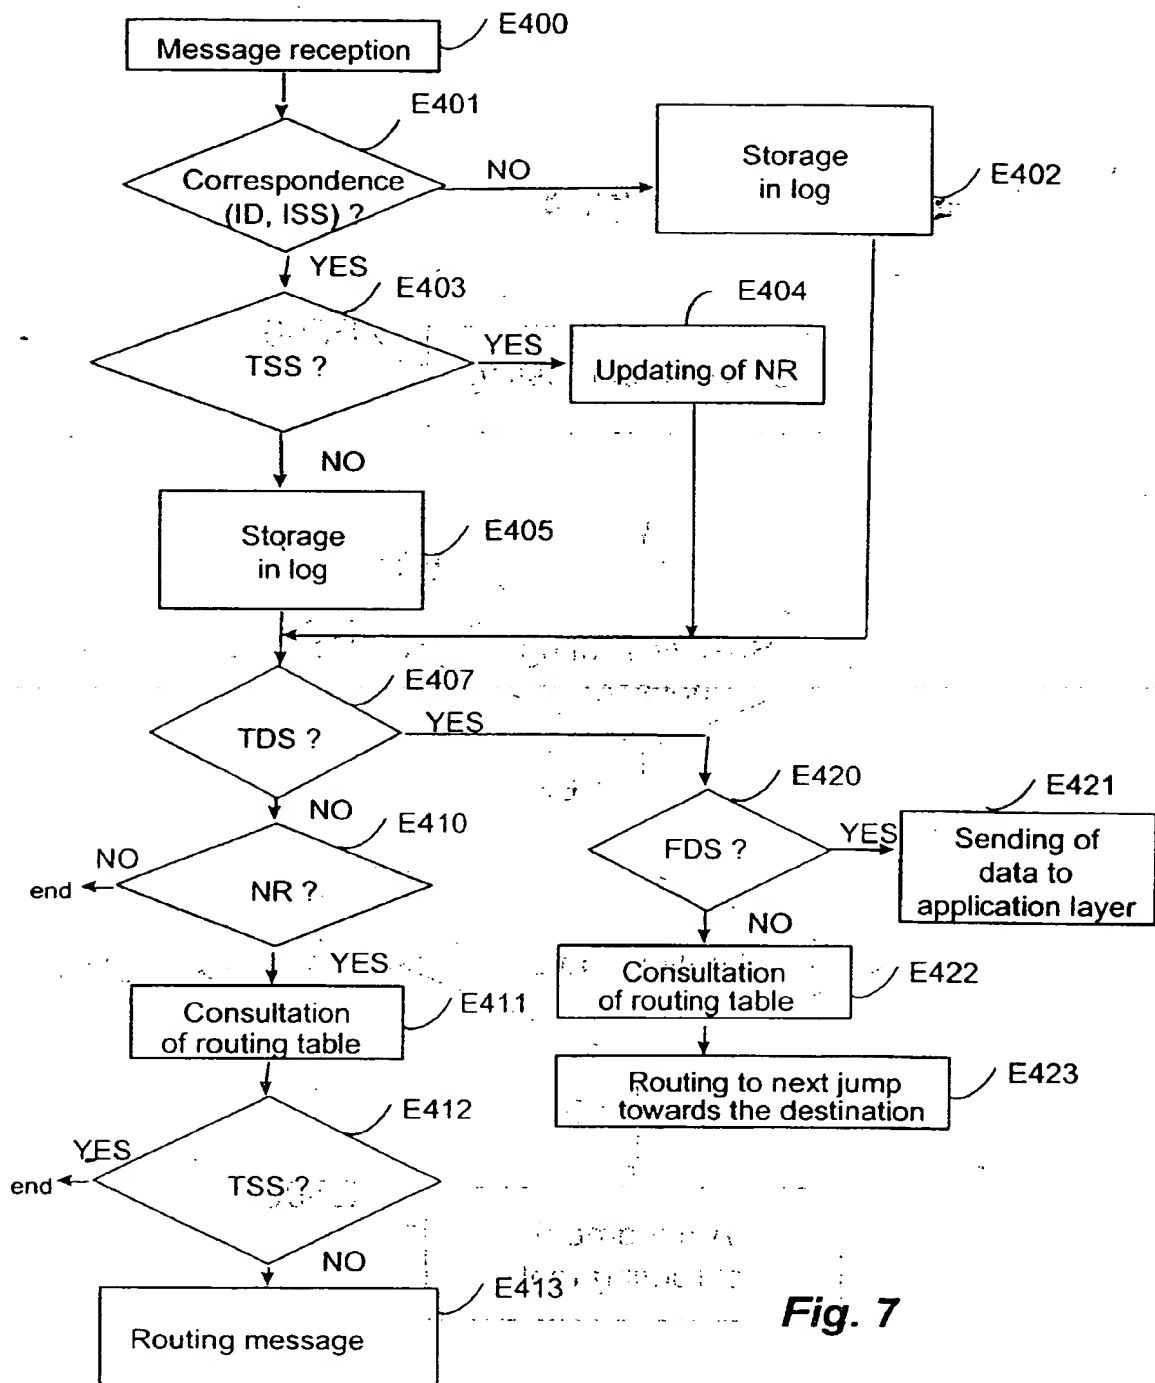 Message reception
E400
E401
Correspondence
(ID, ISS) ?
NO
Storage
in log
E402
YES
E403
TSS ?
YES
E404
Updating of NR
NO
Storage
in log
E405
E407
TDS ?
YES
NO
E420
FDS ?
YES
E421
Sending of
data to
application layer
E410
NR ?
NO
end
YES
NO
Consultation
of routing table
E411
Consultation
of routing table
E422
Routing to next jump
towards the destination
E423
E412
TSS ?
YES
end
NO
Routing message
E413
Fig. 7